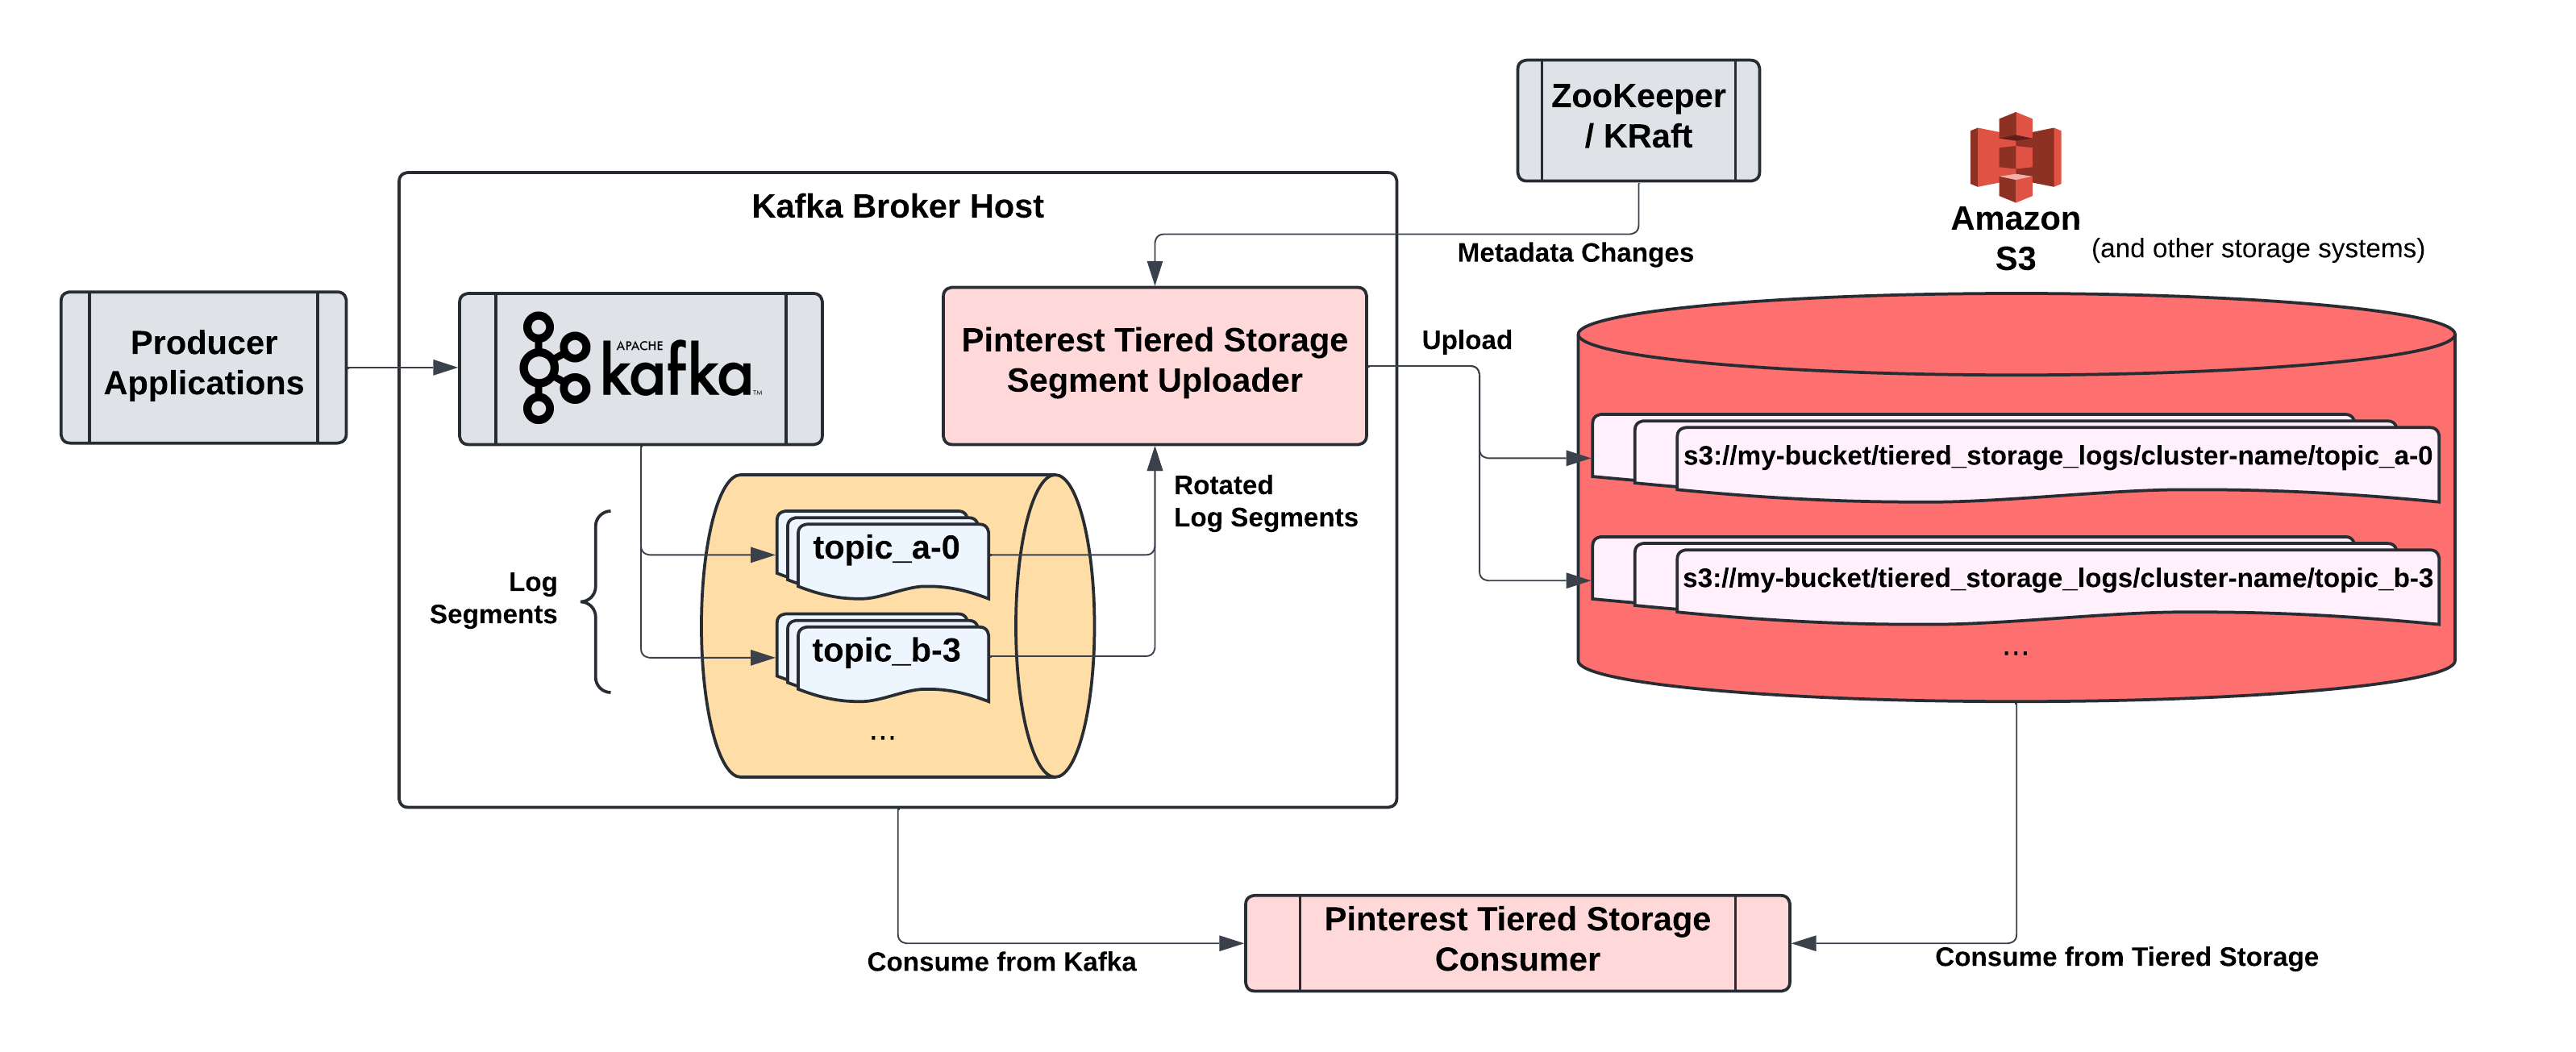 ZooKeeper
/ KRaft
Amazon
S3
(and other storage systems)
Kafka Broker Host
Metadata Changes
Producer
Applications
APACHE
kafka™
Pinterest Tiered Storage
Segment Uploader
Upload
Rotated
Log Segments
s3://my-bucket/tiered_storage_logs/cluster-name/topic_a-0
s3://my-bucket/tiered_storage_logs/cluster-name/topic_b-3
...
Log
Segments
topic_a-0
topic_b-3
...
Pinterest Tiered Storage
Consumer
Consume from Kafka
Consume from Tiered Storage